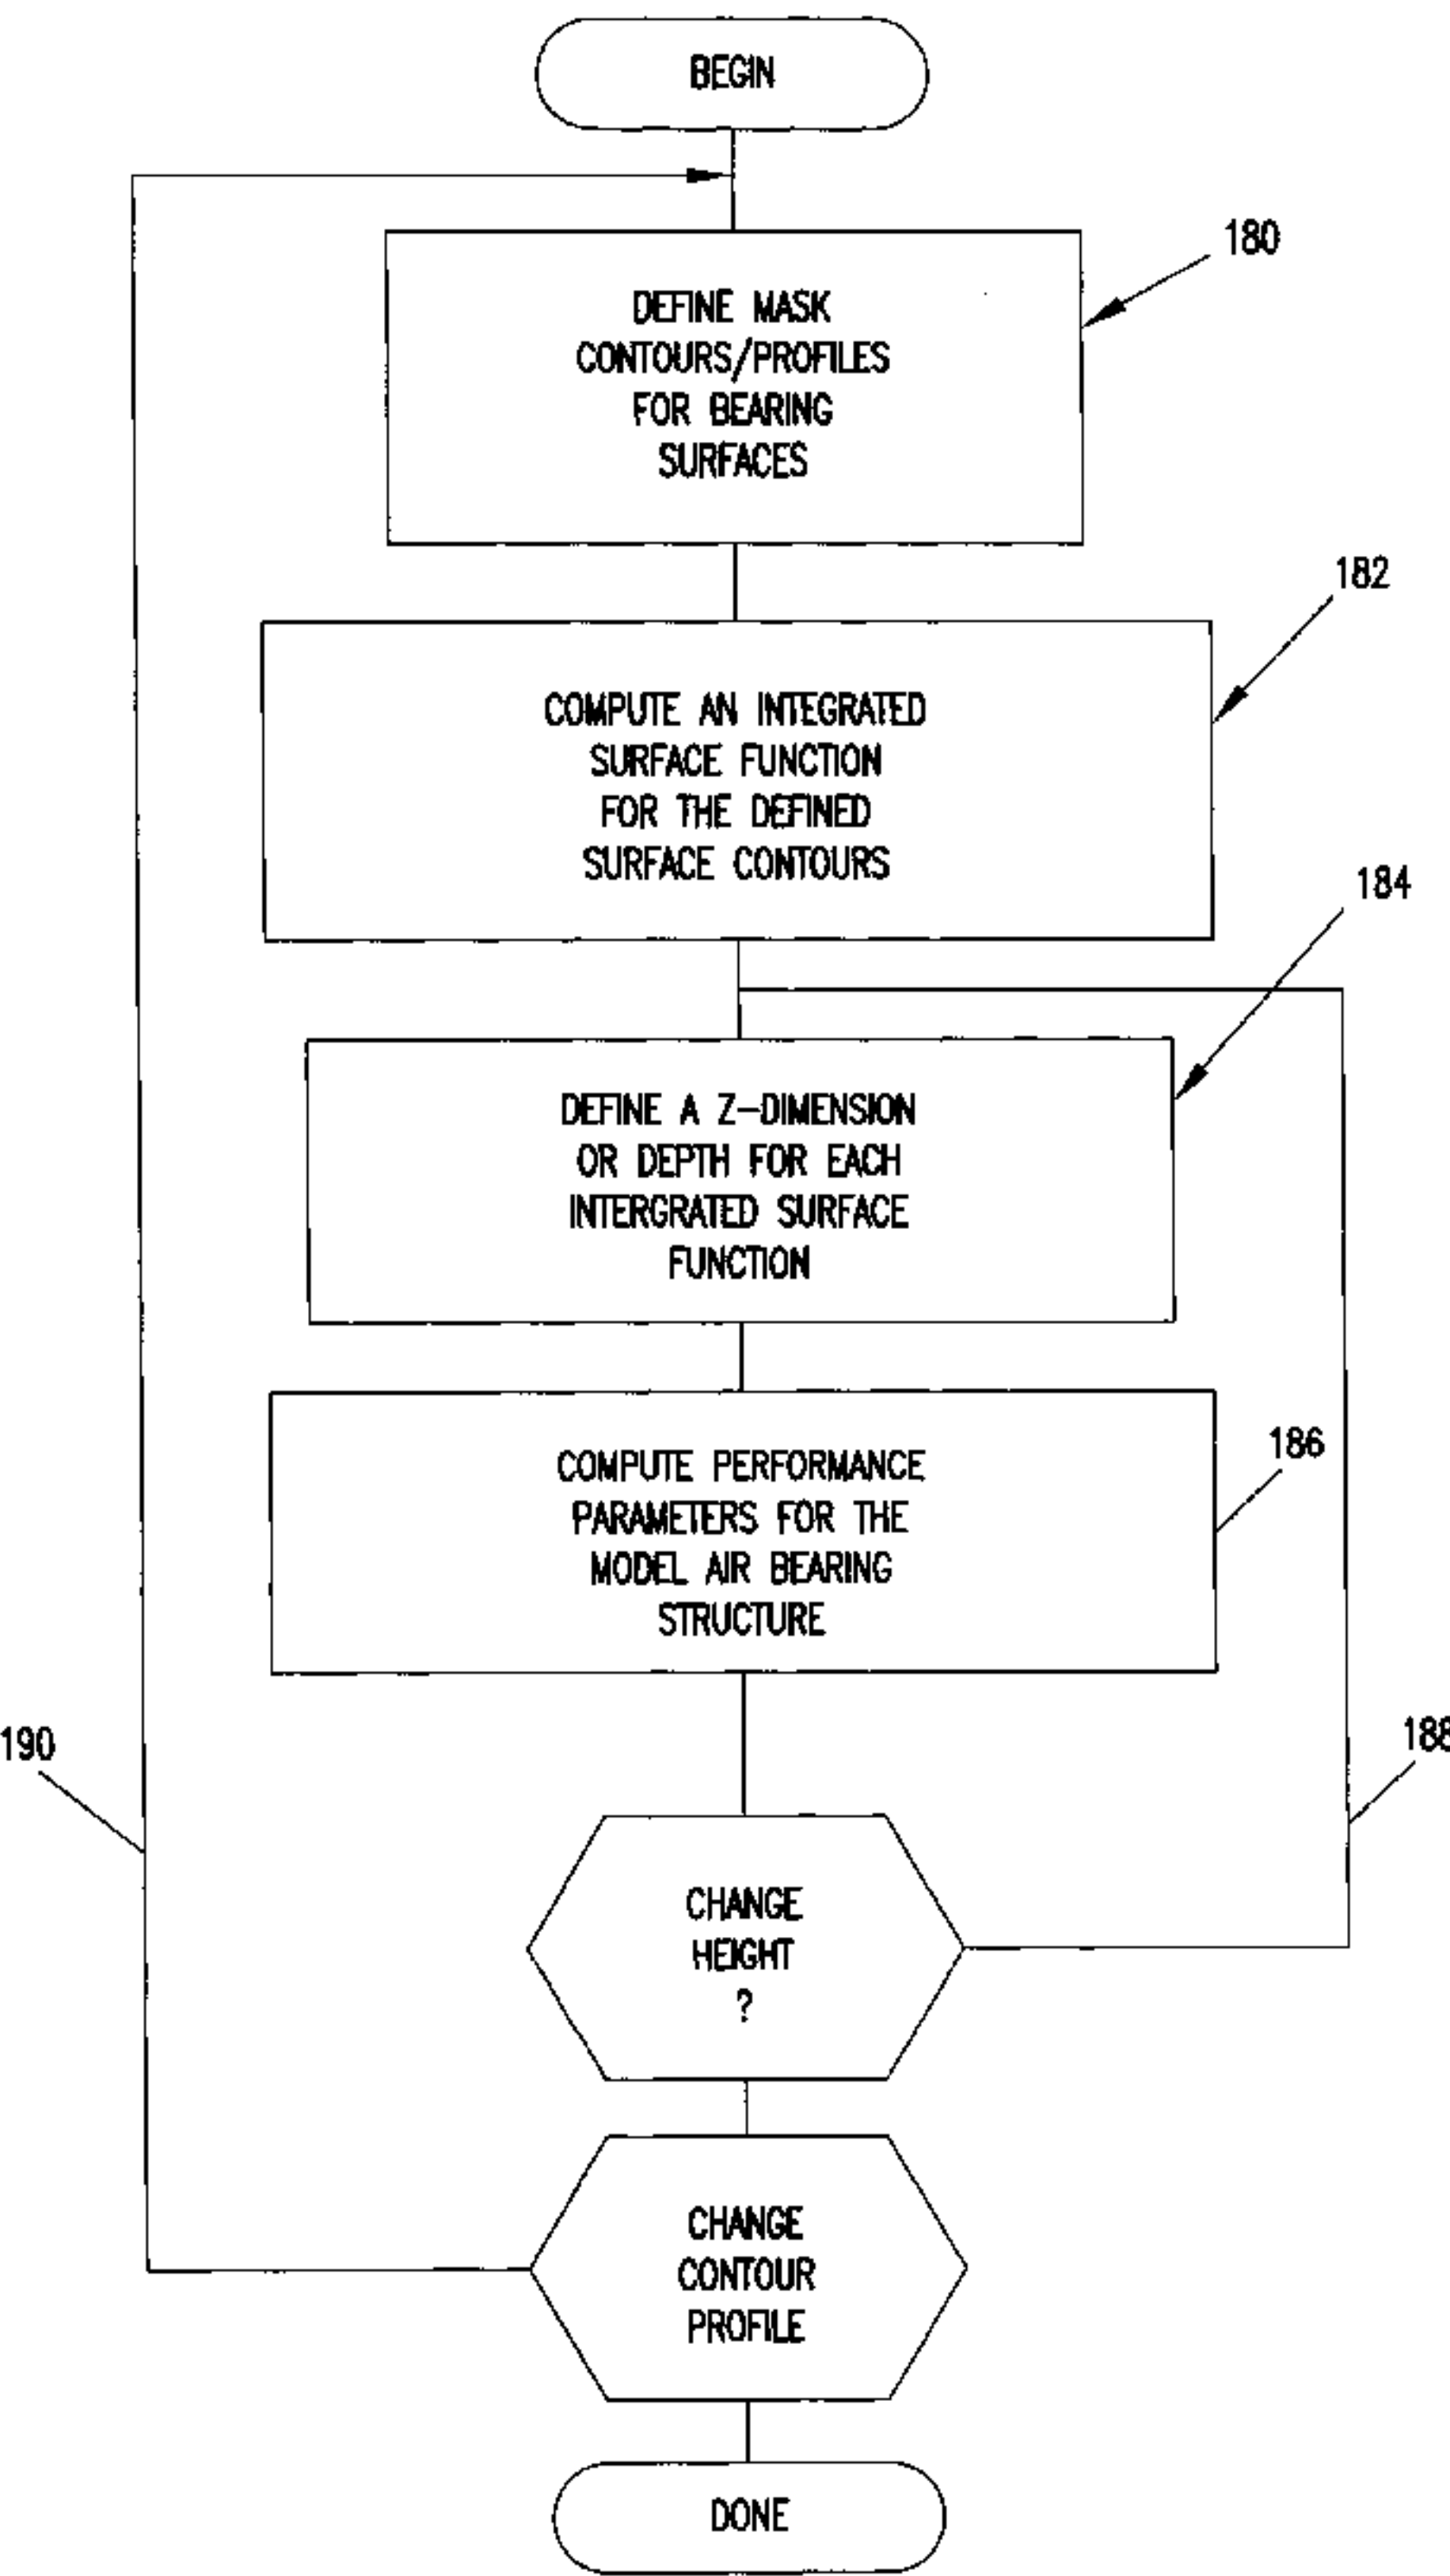 BEGIN
180
DEFINE MASK
CONTOURS/PROFILES
FOR BEARING
SURFACES
182
COMPUTE AN INTEGRATED
SURFACE FUNCTION
FOR THE DEFINED
SURFACE CONTOURS
184
DEFINE A Z-DIMENSION
OR DEPTH FOR EACH
INTERGRATED SURFACE
FUNCTION
186
COMPUTE PERFORMANCE
PARAMETERS FOR THE
MODEL AIR BEARING
STRUCTURE
190
188
CHANGE
HEIGHT
?
CHANGE
CONTOUR
PROFILE
DONE